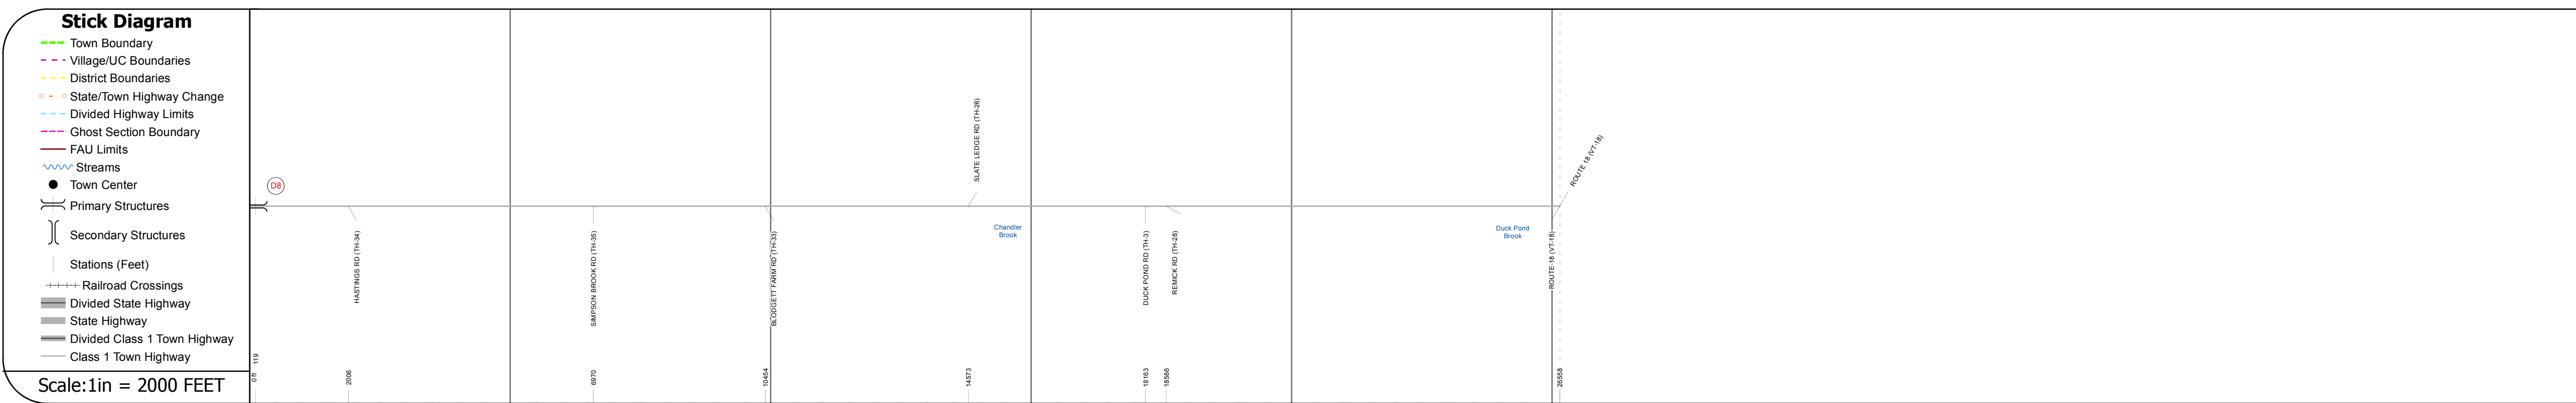 Stick Diagram
Town Boundary
Village/UC Boundaries
District Boundaries
State/Town Highway Change
Divided Highway Limits
Ghost Section Boundary
FAU Limits
Streams
Town Center
Primary Structures
Secondary Structures
Stations (Feet)
Railroad Crossings
Divided State Highway
State Highway
Divided Class 1 Town Highway
Class 1 Town Highway
Scale:1in = 2000 FEET
D8
HASTINGS RD (TH-34)
SIMPSON BROOK RD (TH-35)
BLODGETT FARM RD (TH-33)
SLATE LEDGE RD (TH-26)
Chandler
Brook
DUCK POND RD (TH-3)
REMICK RD (TH-28)
Duck Pond
Brook
ROUTE 18 (VT-18)
ROUTE 18 (VT-18)
0 ft
119
2006
6970
10454
14573
18163
18586
26558